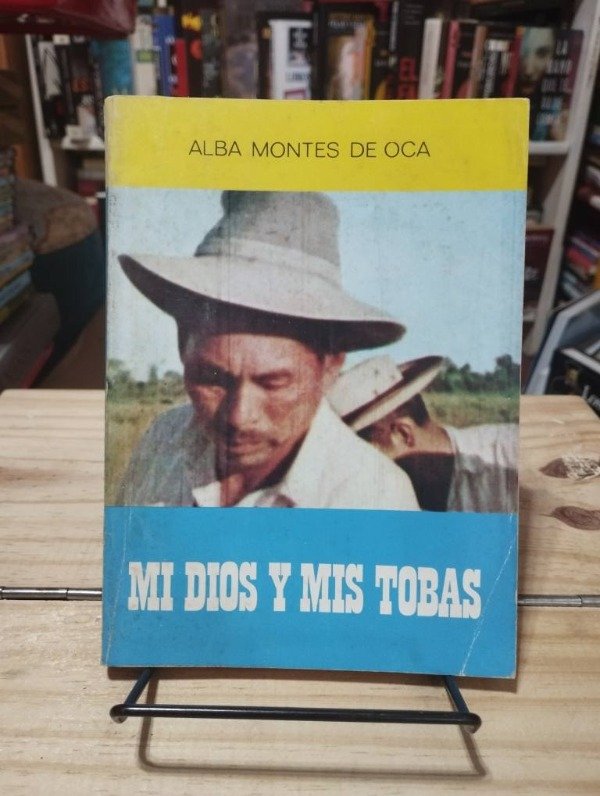 ALBA MONTES DE OCA
MI DIOS Y MIS TOBAS